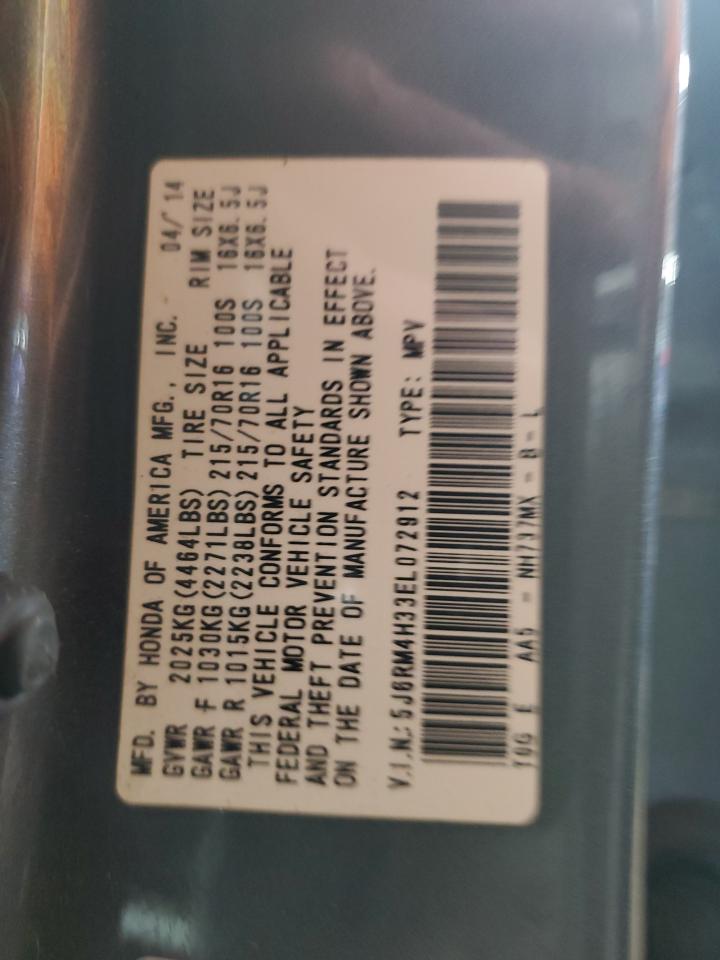 MFD. BY HONDA OF AMERICA MFG., INC. 04/'14
GVWR 2025KG(4464LBS) TIRE SIZE RIM SIZE
GAWR F 1030KG(2271LBS) 215/70R16 100S 16X6.5J
GAWR R 1015KG(2238LBS) 215/70R16 100S 16X6.5J
THIS VEHICLE CONFORMS TO ALL APPLICABLE
FEDERAL MOTOR VEHICLE SAFETY
AND THEFT PREVENTION STANDARDS IN EFFECT
ON THE DATE OF MANUFACTURE SHOWN ABOVE.
V.I.N.: 5J6RM4H33EL072912 TYPE: MPV
T0G E AA5 - NH737MX - B - L